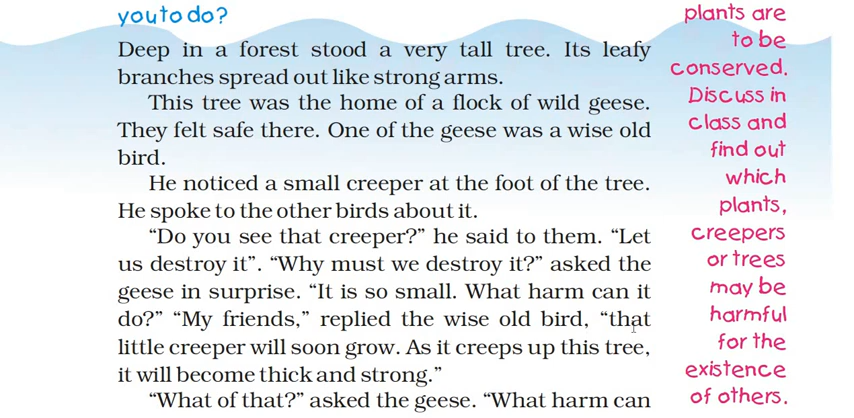 you to do?
Deep in a forest stood a very tall tree. Its leafy
branches spread out like strong arms.
This tree was the home of a flock of wild geese.
They felt safe there. One of the geese was a wise old
bird.
He noticed a small creeper at the foot of the tree.
He spoke to the other birds about it.
“Do you see that creeper?” he said to them. “Let
us destroy it”. “Why must we destroy it?” asked the
geese in surprise. “It is so small. What harm can it
do?” “My friends,” replied the wise old bird, “that
little creeper will soon grow. As it creeps up this tree,
it will become thick and strong.”
“What of that?” asked the geese. “What harm can
plants are
to be
conserved.
Discuss in
class and
find out
which
plants,
creepers
or trees
may be
harmful
for the
existence
of others.